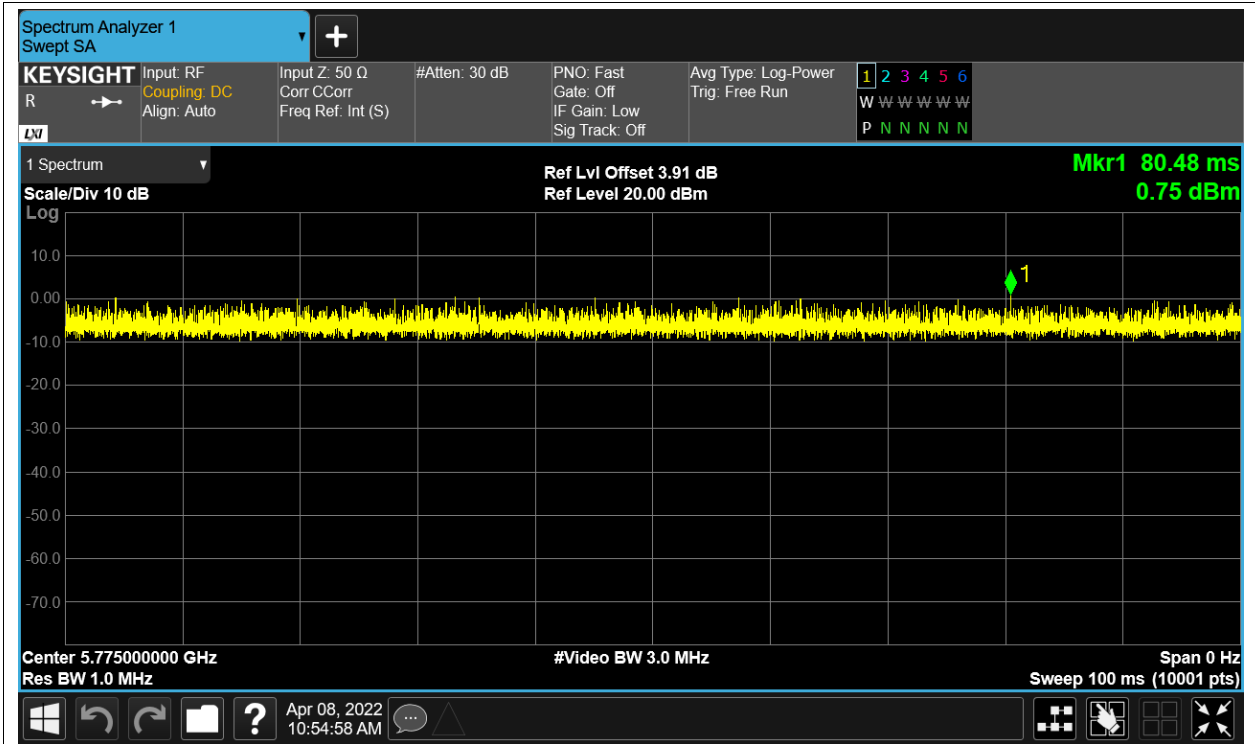 Spectrum Analyzer 1
Swept SA
+
KEYSIGHT
R
LXI
Input: RF
Coupling: DC
Align: Auto
Input Z: 50 Ω
Corr CCorr
Freq Ref: Int (S)
#Atten: 30 dB
PNO: Fast
Gate: Off
IF Gain: Low
Sig Track: Off
Avg Type: Log-Power
Trig: Free Run
1 2 3 4 5 6
W W W W W W
P N N N N N
1 Spectrum
Scale/Div 10 dB
Ref Lvl Offset 3.91 dB
Ref Level 20.00 dBm
Mkr1 80.48 ms
0.75 dBm
Log
10.0
0.00
-10.0
-20.0
-30.0
-40.0
-50.0
-60.0
-70.0
1
Center 5.775000000 GHz
Res BW 1.0 MHz
#Video BW 3.0 MHz
Span 0 Hz
Sweep 100 ms (10001 pts)
?
Apr 08, 2022
10:54:58 AM